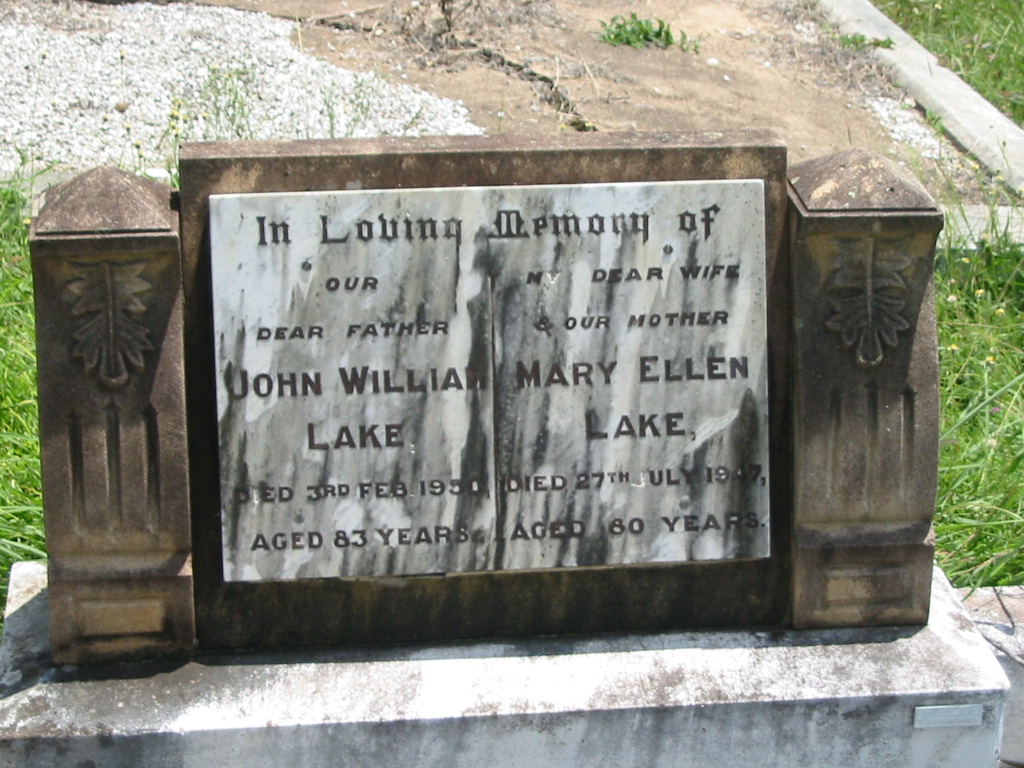 In Loving Memory of
OUR
DEAR FATHER
JOHN WILLIAM
LAKE
DIED 3RD FEB. 1950,
AGED 83 YEARS.
MY DEAR WIFE
& OUR MOTHER
MARY ELLEN
LAKE,
DIED 27TH JULY 1947,
AGED 80 YEARS.